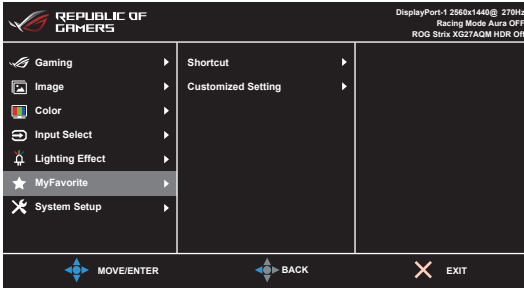 REPUBLIC OF
GAMERS
DisplayPort-1 2560x1440@ 270Hz
Racing Mode Aura OFF
ROG Strix XG27AQM HDR Off
Gaming
Image
Color
Input Select
Lighting Effect
MyFavorite
System Setup
Shortcut
Customized Setting
MOVE/ENTER
BACK
EXIT